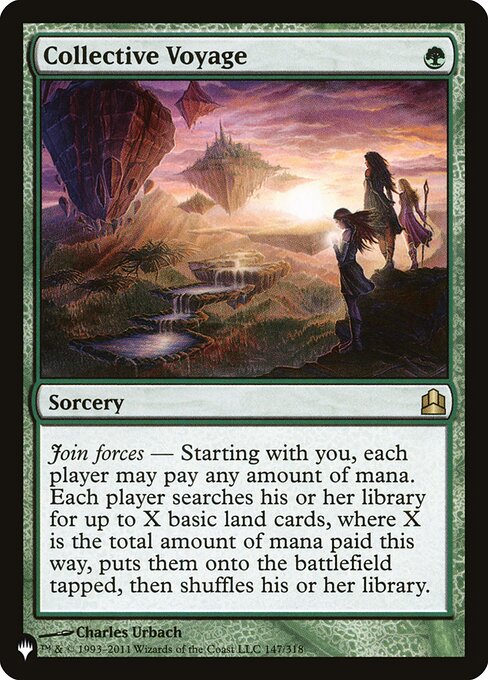 Collective Voyage
Sorcery
Join forces — Starting with you, each
player may pay any amount of mana.
Each player searches his or her library
for up to X basic land cards, where X
is the total amount of mana paid this
way, puts them onto the battlefield
tapped, then shuffles his or her library.
Charles Urbach
™ & © 1993–2011 Wizards of the Coast LLC 147/318